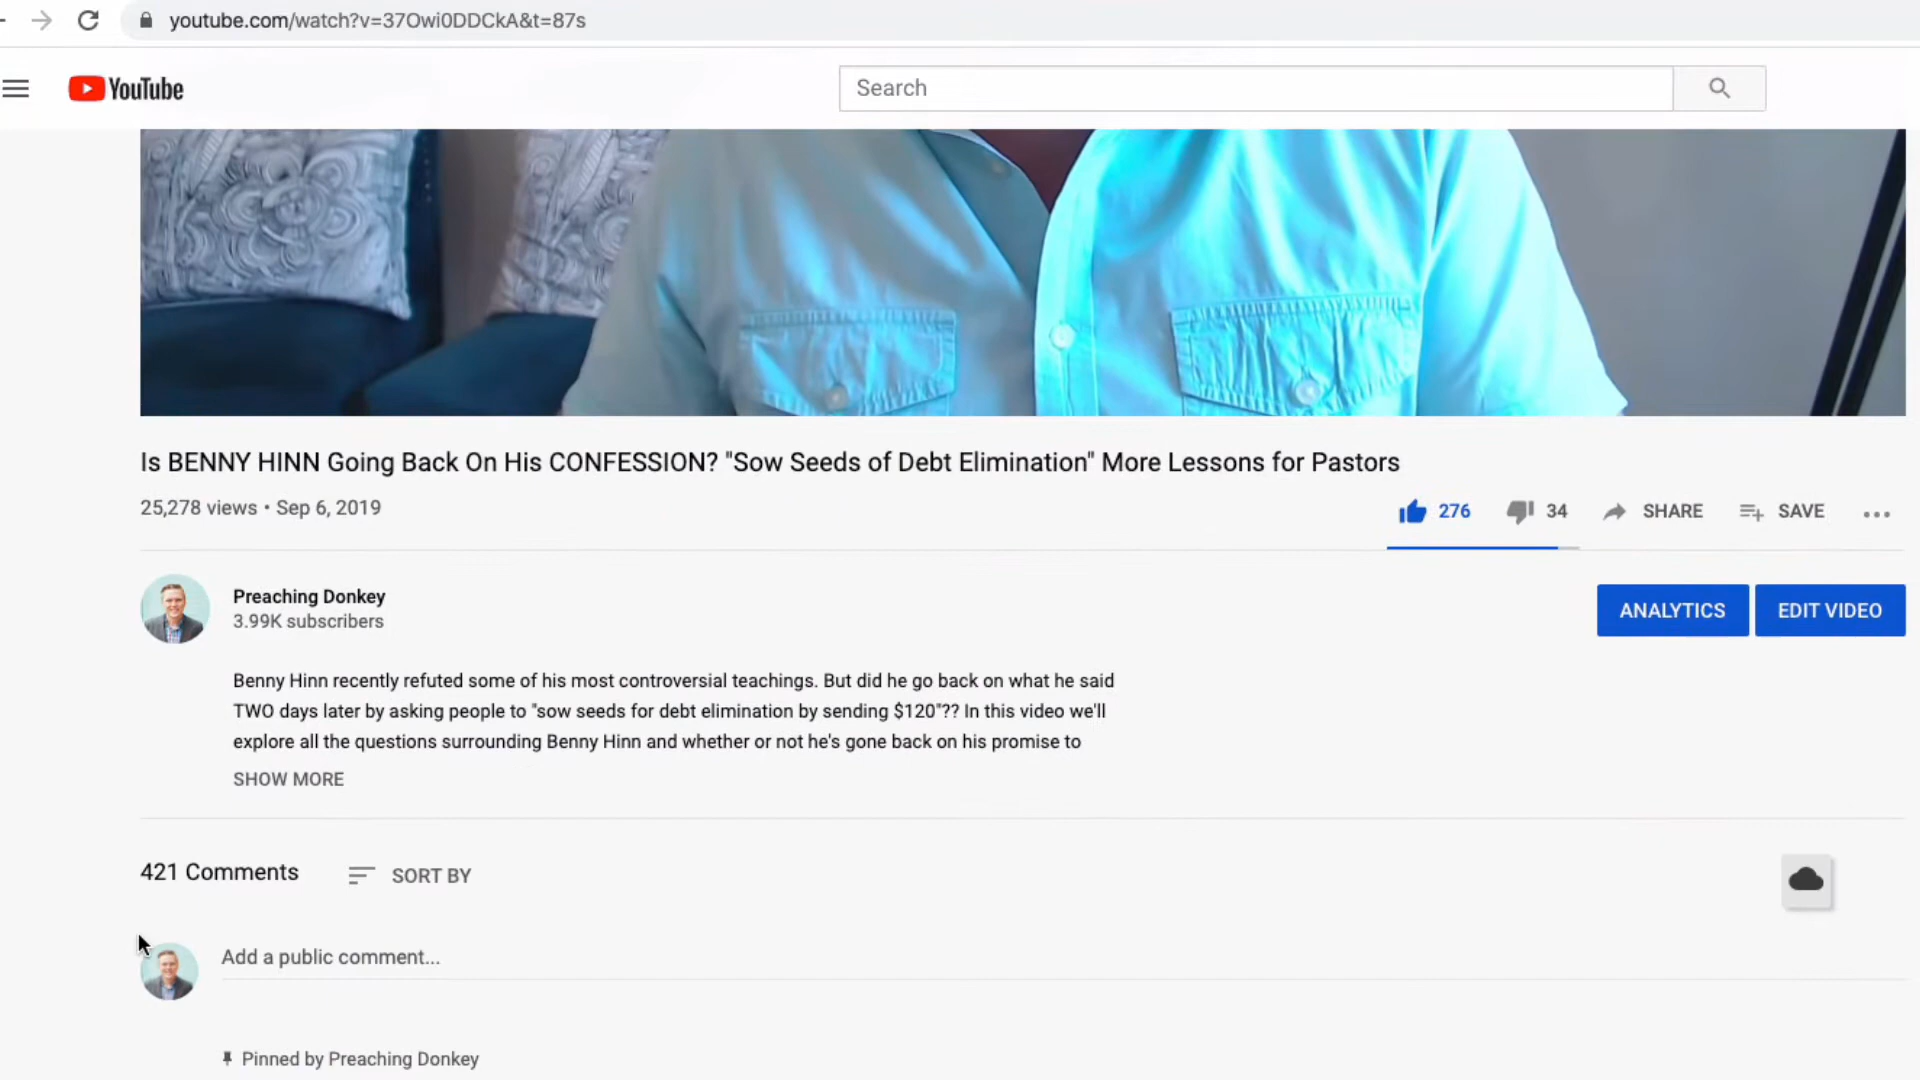 youtube.com/watch?v=37Owi0DDCkA&t=87s
YouTube
Search
Is BENNY HINN Going Back On His CONFESSION? "Sow Seeds of Debt Elimination" More Lessons for Pastors
25,278 views • Sep 6, 2019
276 34 SHARE SAVE
Preaching Donkey
3.99K subscribers
ANALYTICS EDIT VIDEO
Benny Hinn recently refuted some of his most controversial teachings. But did he go back on what he said
TWO days later by asking people to "sow seeds for debt elimination by sending $120"?? In this video we'll
explore all the questions surrounding Benny Hinn and whether or not he's gone back on his promise to
SHOW MORE
421 Comments SORT BY
Add a public comment...
Pinned by Preaching Donkey